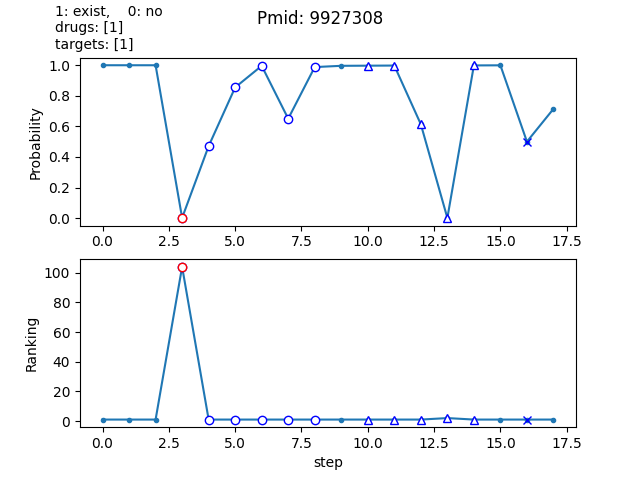 1: exist,    0: no
drugs: [1]
targets: [1]
Pmid: 9927308
Probability
1.0
0.8
0.6
0.4
0.2
0.0
0.0 2.5 5.0 7.5 10.0 12.5 15.0 17.5
Ranking
100
80
60
40
20
0
0.0 2.5 5.0 7.5 10.0 12.5 15.0 17.5
step